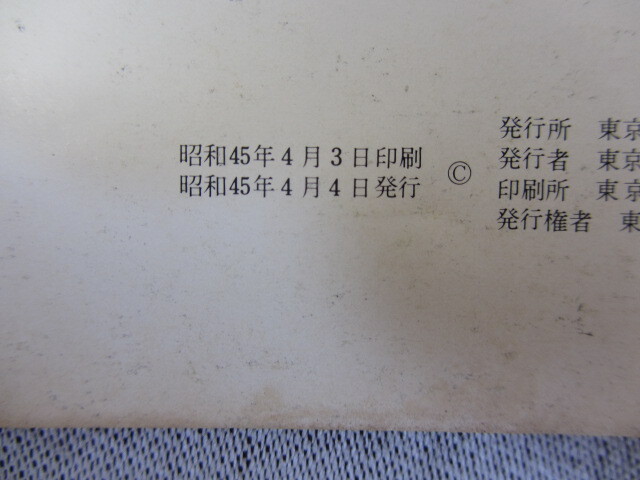 昭和45年4月3日印刷
昭和45年4月4日発行
©
発行所 東京
発行者 東京
印刷所 東京
発行権者 東